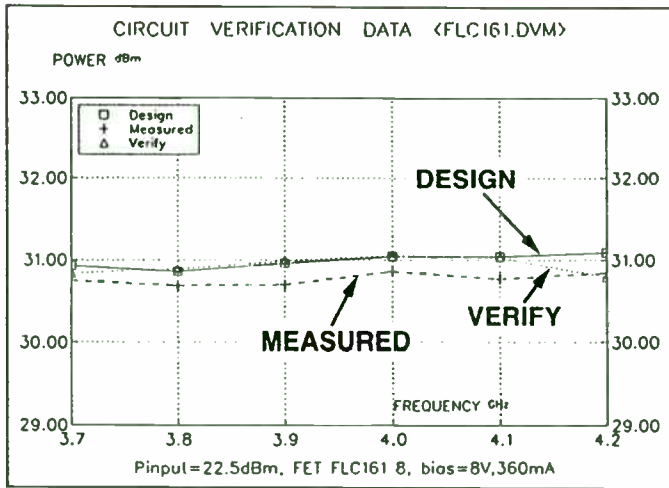 CIRCUIT VERIFICATION DATA <FLC161.DVM>
POWER dBm
33.00
33.00
Design
Measured
Verify
32.00
32.00
DESIGN
31.00
31.00
MEASURED
VERIFY
30.00
30.00
FREQUENCY GHz
29.00
29.00
3.7
3.8
3.9
4.0
4.1
4.2
Pinput=22.5dBm, FET FLC161 8, bias=8V,360mA